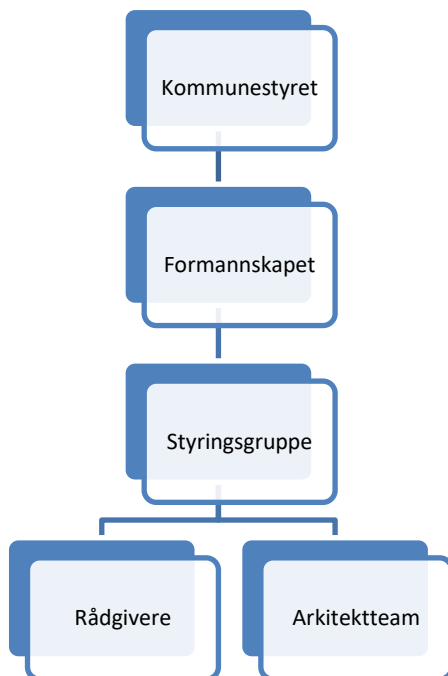 Kommunestyret
Formannskapet
Styringsgruppe
Rådgivere
Arkitektteam